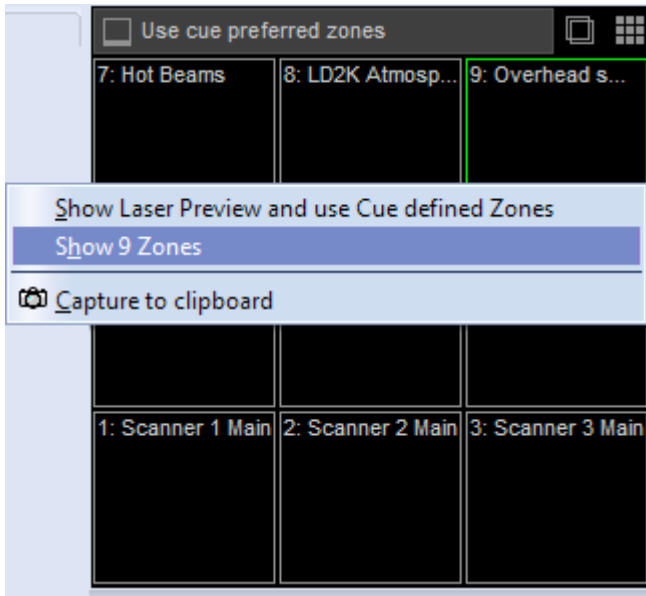 Use cue preferred zones
7: Hot Beams
8: LD2K Atmosp...
9: Overhead s...
Show Laser Preview and use Cue defined Zones
Show 9 Zones
Capture to clipboard
1: Scanner 1 Main
2: Scanner 2 Main
3: Scanner 3 Main